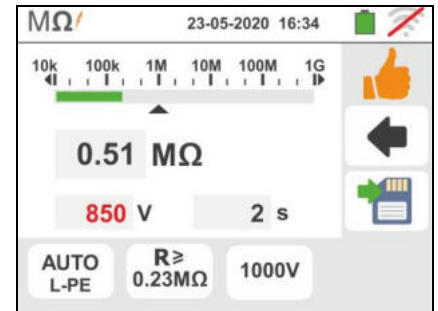 MΩ 23-05-2020 16:34
10k 100k 1M 10M 100M 1G
0.51 MΩ
850 V 2 s
AUTO L-PE
R≥ 0.23MΩ
1000V